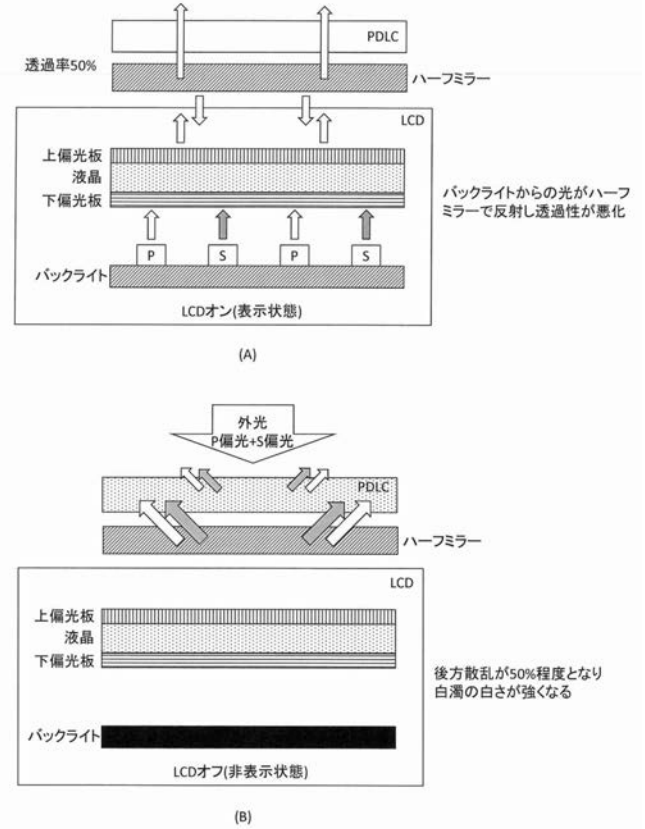 PDLC
透過率50%
ハーフミラー
LCD
上偏光板
液晶
下偏光板
バックライトからの光がハーフ
ミラーで反射し透過性が悪化
P
S
P
S
バックライト
LCDオン(表示状態)
(A)
外光
P偏光+S偏光
PDLC
ハーフミラー
LCD
上偏光板
液晶
下偏光板
後方散乱が50%程度となり
白濁の白さが強くなる
バックライト
LCDオフ(非表示状態)
(B)